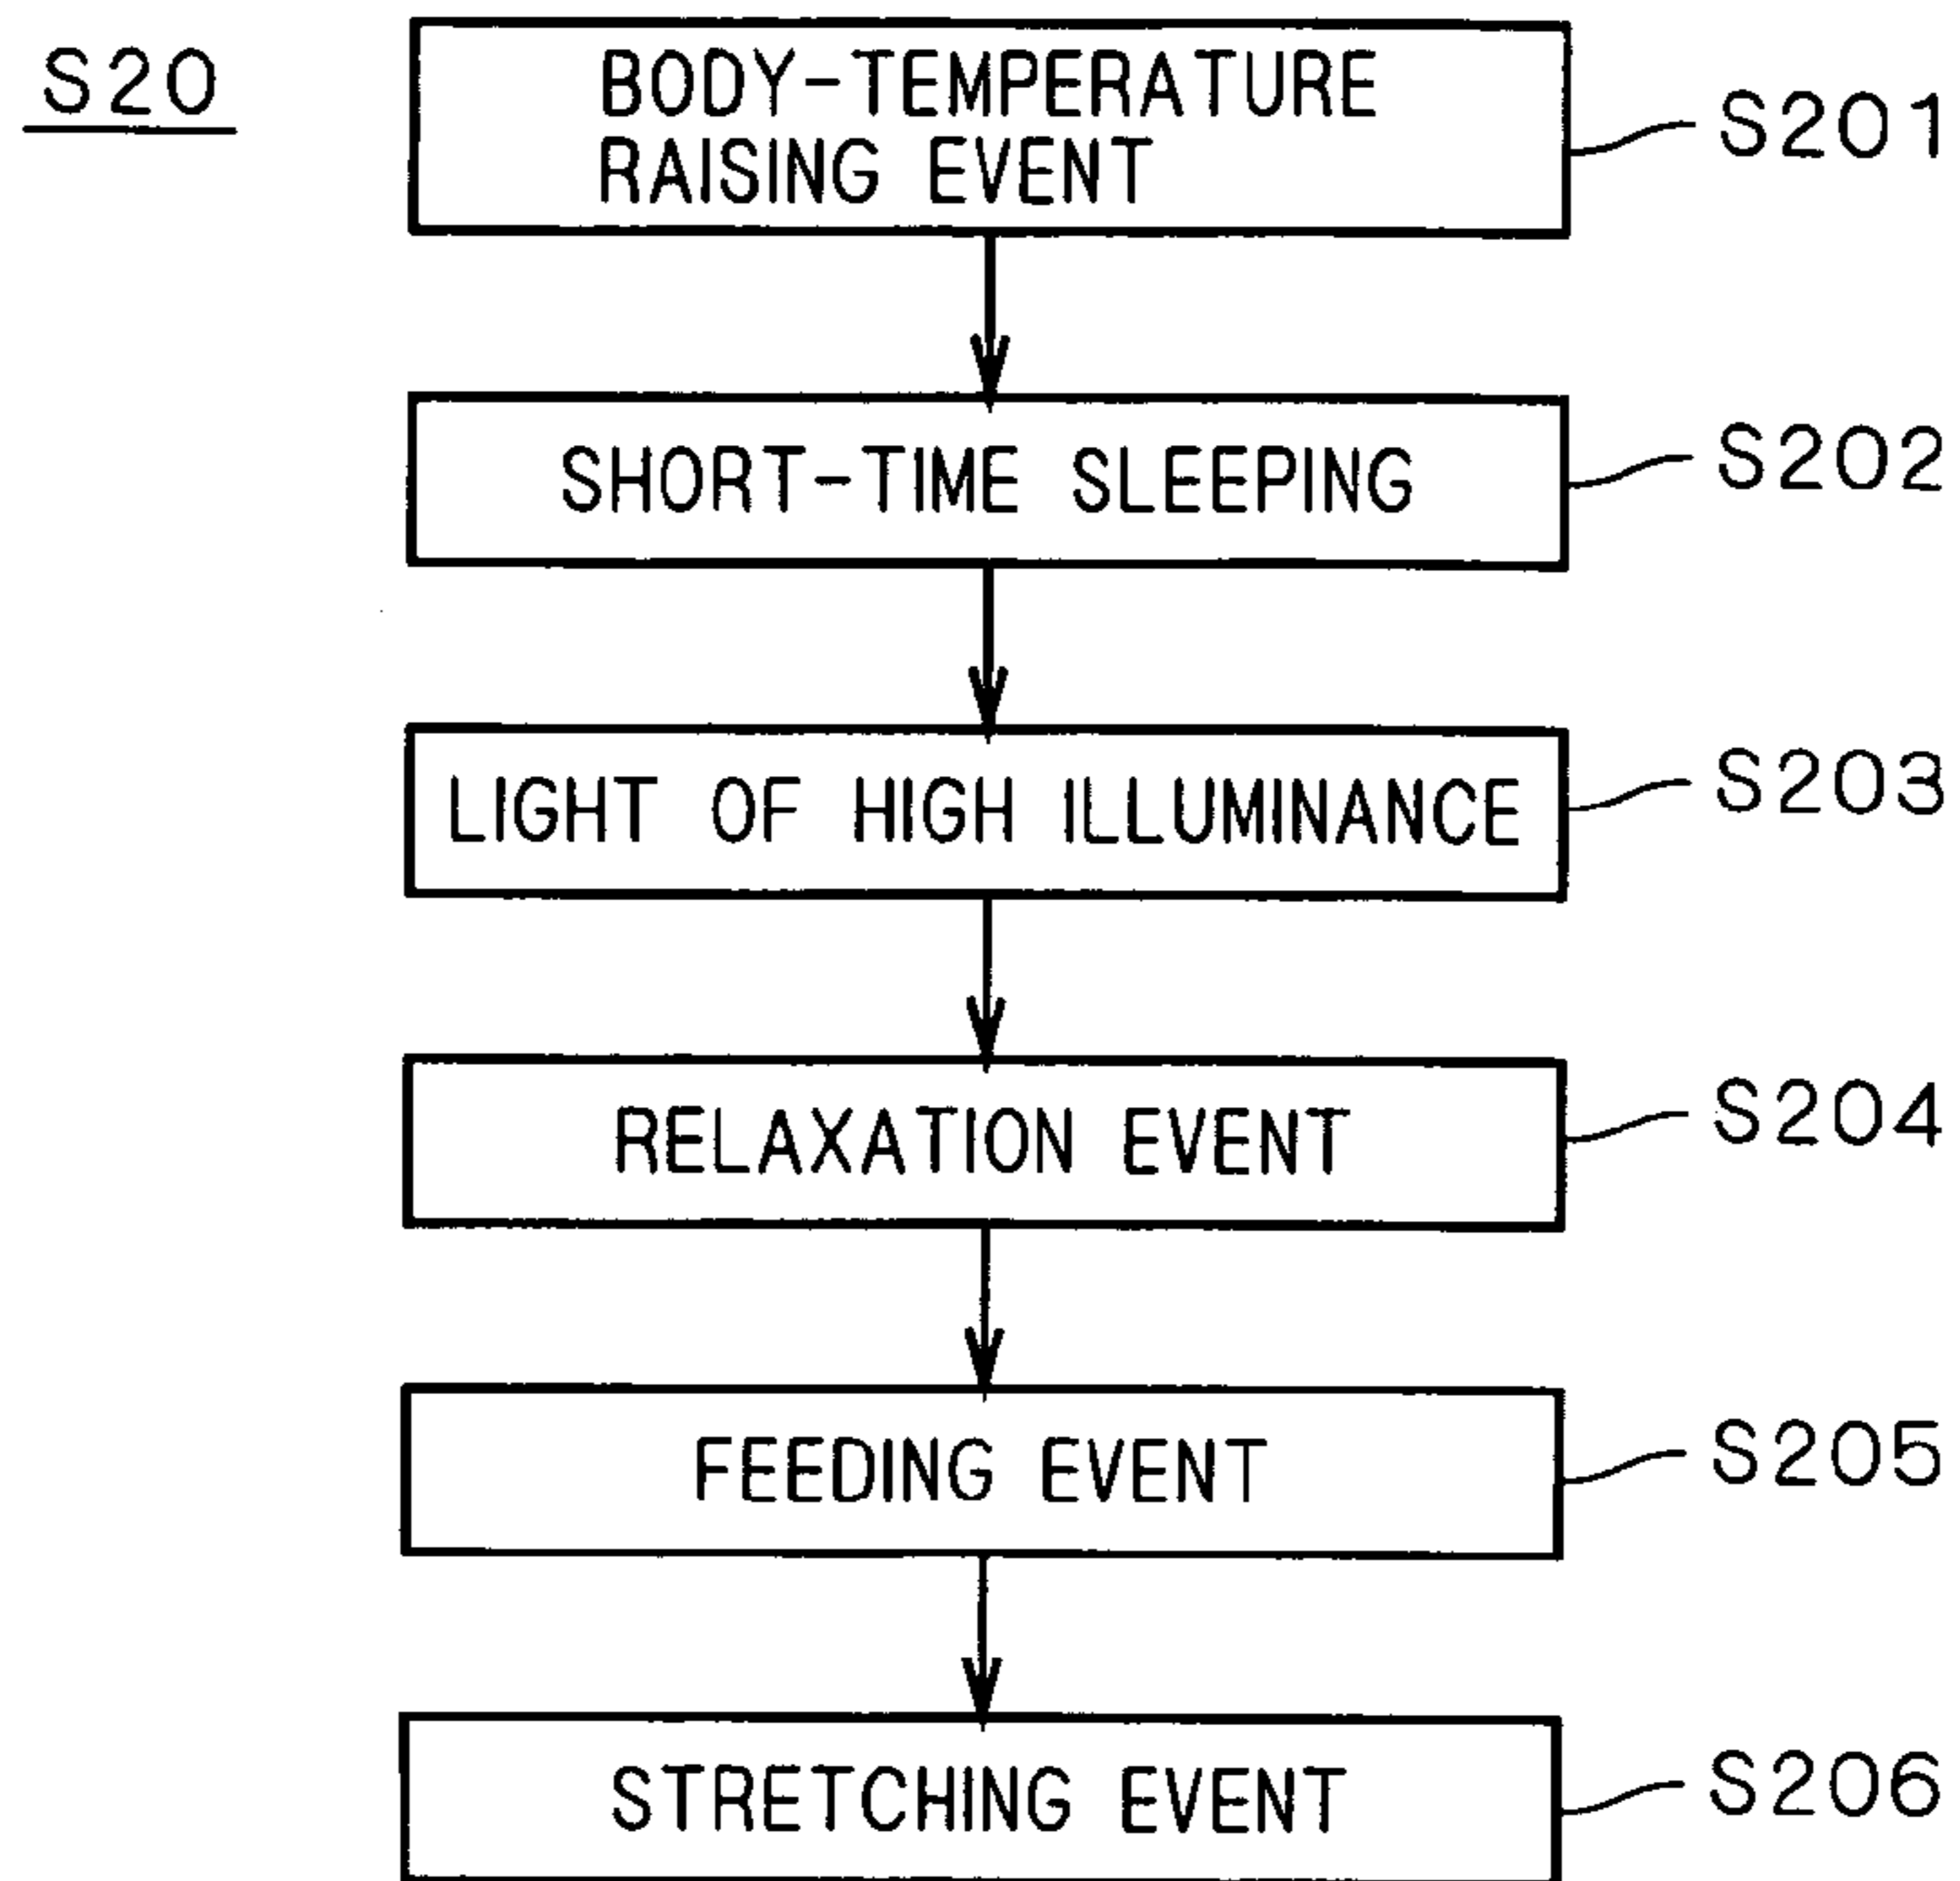 S20
BODY-TEMPERATURE
RAISING EVENT
S201
SHORT-TIME SLEEPING
S202
LIGHT OF HIGH ILLUMINANCE
S203
RELAXATION EVENT
S204
FEEDING EVENT
S205
STRETCHING EVENT
S206